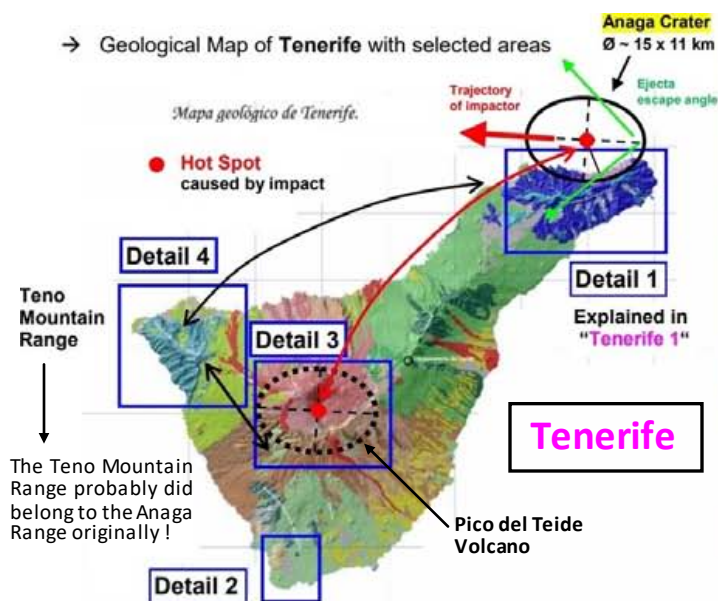 → Geological Map of Tenerife with selected areas
Anaga Crater
Ø ~ 15 x 11 km
Trajectory
of impactor
Ejecta
escape angle
Mapa geológico de Tenerife.
Hot Spot
caused by impact
Detail 4
Detail 1
Teno
Mountain
Range
Explained in
"Tenerife 1"
Detail 3
Tenerife
The Teno Mountain
Range probably did
belong to the Anaga
Range originally !
Pico del Teide
Volcano
Detail 2